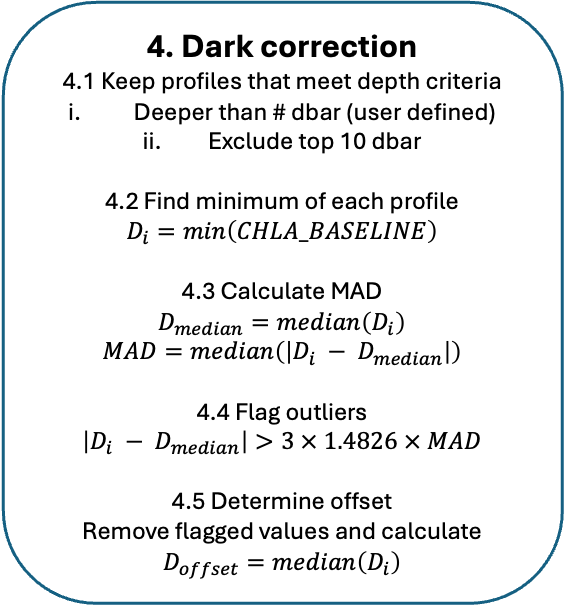 4. Dark correction
4.1 Keep profiles that meet depth criteria
i. Deeper than # dbar (user defined)
ii. Exclude top 10 dbar
4.2 Find minimum of each profile
D_i = min(CHLA_BASELINE)
4.3 Calculate MAD
D_median = median(D_i)
MAD = median(|D_i − D_median|)
4.4 Flag outliers
|D_i − D_median| > 3 × 1.4826 × MAD
4.5 Determine offset
Remove flagged values and calculate
D_offset = median(D_i)